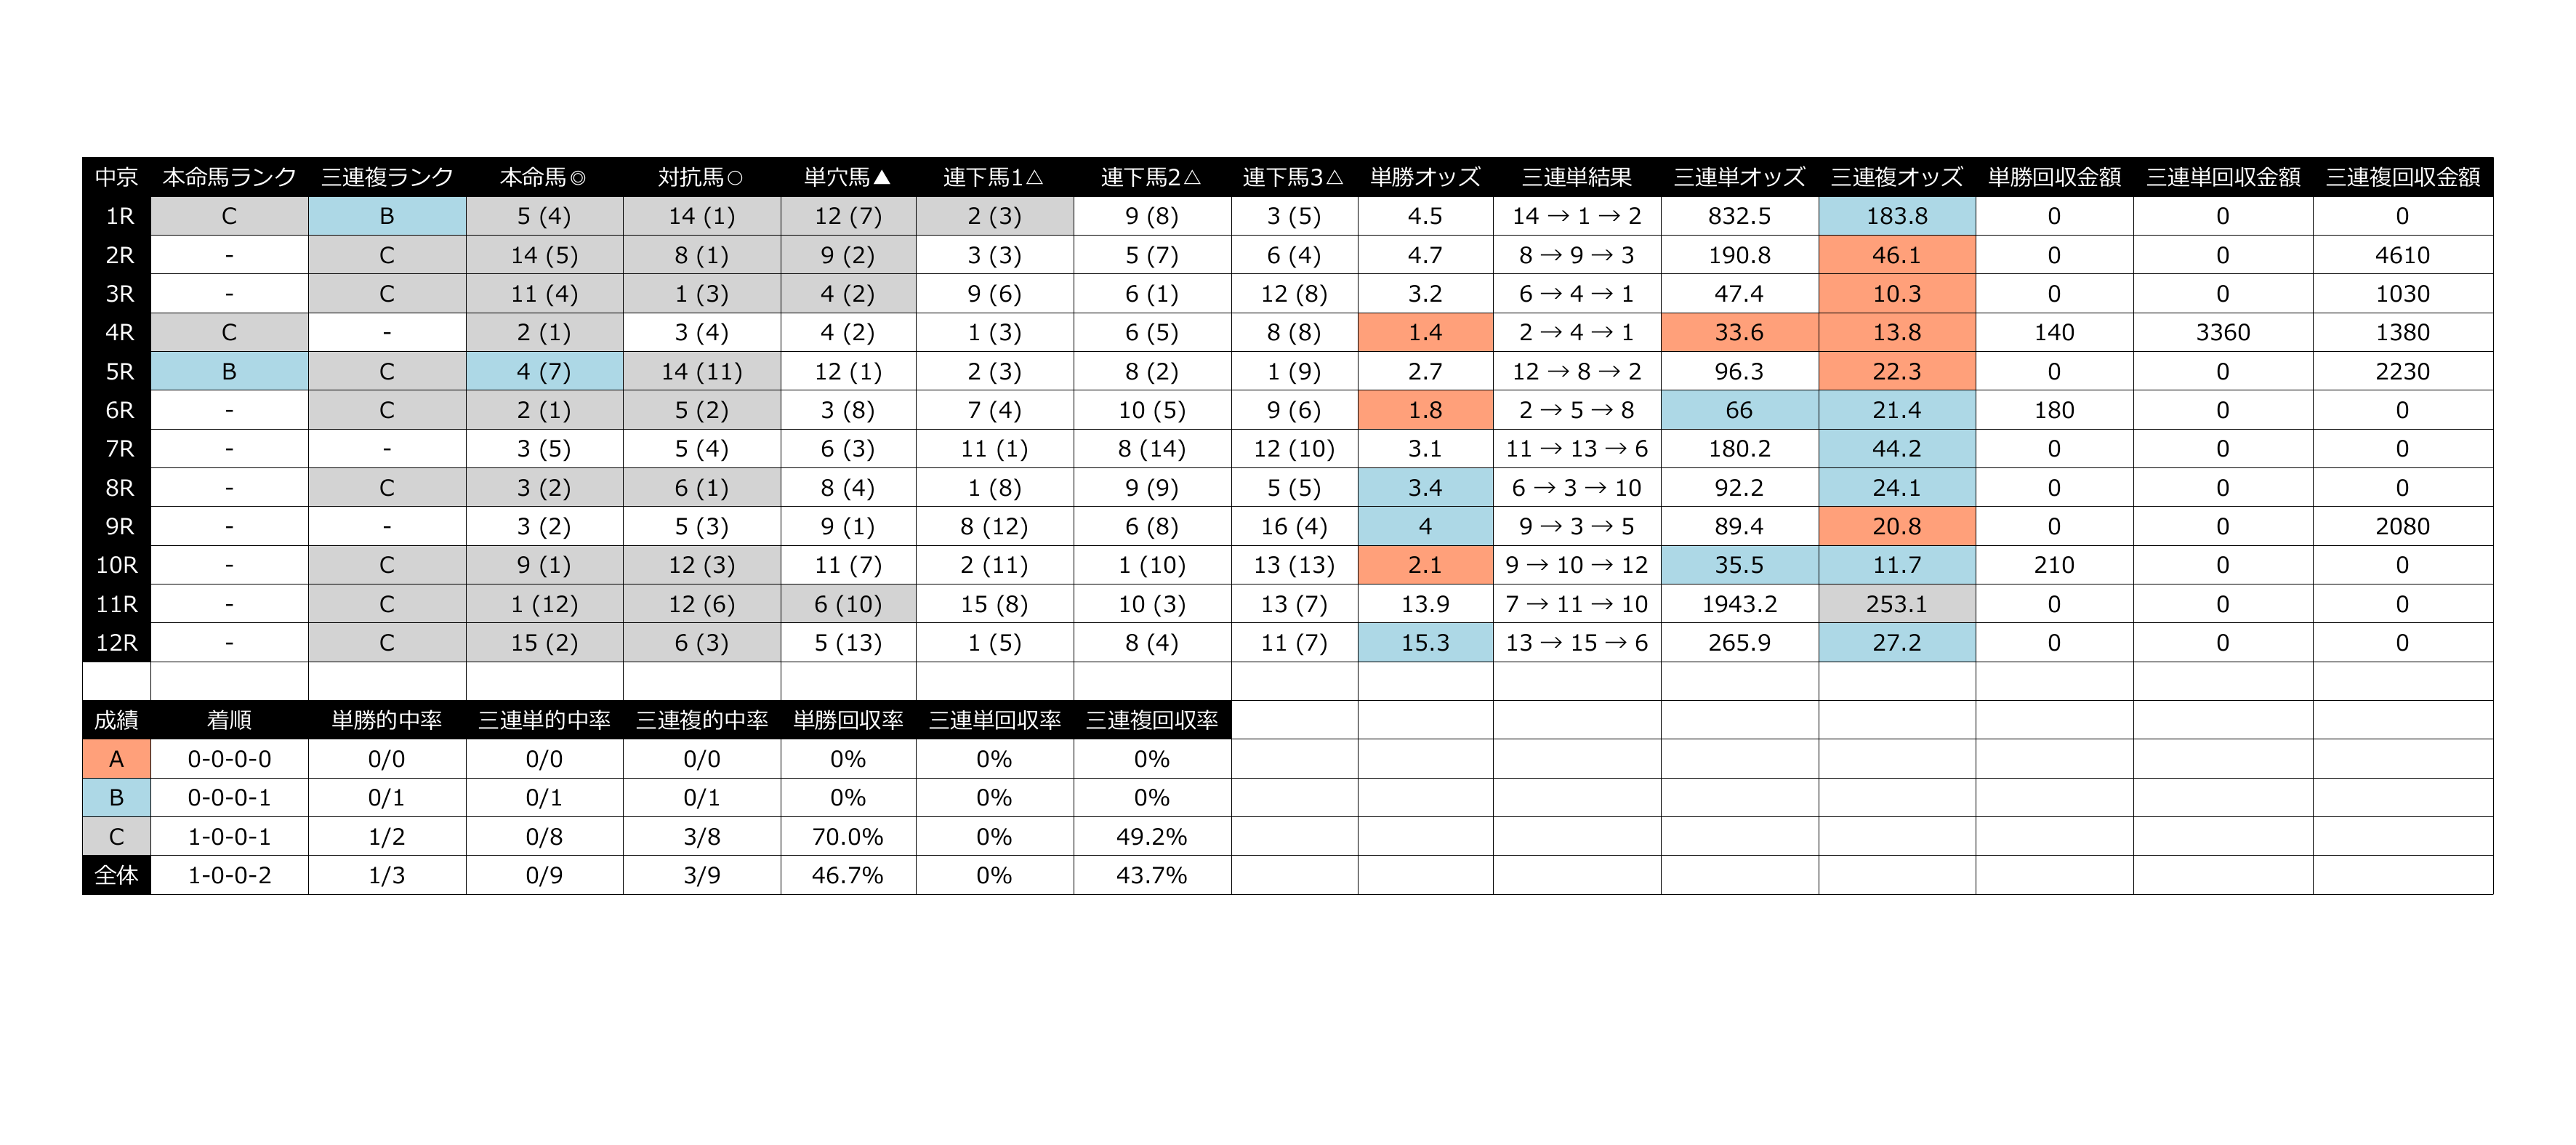 中京 本命馬ランク 三連複ランク 本命馬◎ 対抗馬○ 単穴馬▲ 連下馬1△ 連下馬2△ 連下馬3△ 単勝オッズ 三連単結果 三連単オッズ 三連複オッズ 単勝回収金額 三連単回収金額 三連複回収金額
1R C B 5 (4) 14 (1) 12 (7) 2 (3) 9 (8) 3 (5) 4.5 14 → 1 → 2 832.5 183.8 0 0 0
2R - C 14 (5) 8 (1) 9 (2) 3 (3) 5 (7) 6 (4) 4.7 8 → 9 → 3 190.8 46.1 0 0 4610
3R - C 11 (4) 1 (3) 4 (2) 9 (6) 6 (1) 12 (8) 3.2 6 → 4 → 1 47.4 10.3 0 0 1030
4R C - 2 (1) 3 (4) 4 (2) 1 (3) 6 (5) 8 (8) 1.4 2 → 4 → 1 33.6 13.8 140 3360 1380
5R B C 4 (7) 14 (11) 12 (1) 2 (3) 8 (2) 1 (9) 2.7 12 → 8 → 2 96.3 22.3 0 0 2230
6R - C 2 (1) 5 (2) 3 (8) 7 (4) 10 (5) 9 (6) 1.8 2 → 5 → 8 66 21.4 180 0 0
7R - - 3 (5) 5 (4) 6 (3) 11 (1) 8 (14) 12 (10) 3.1 11 → 13 → 6 180.2 44.2 0 0 0
8R - C 3 (2) 6 (1) 8 (4) 1 (8) 9 (9) 5 (5) 3.4 6 → 3 → 10 92.2 24.1 0 0 0
9R - - 3 (2) 5 (3) 9 (1) 8 (12) 6 (8) 16 (4) 4 9 → 3 → 5 89.4 20.8 0 0 2080
10R - C 9 (1) 12 (3) 11 (7) 2 (11) 1 (10) 13 (13) 2.1 9 → 10 → 12 35.5 11.7 210 0 0
11R - C 1 (12) 12 (6) 6 (10) 15 (8) 10 (3) 13 (7) 13.9 7 → 11 → 10 1943.2 253.1 0 0 0
12R - C 15 (2) 6 (3) 5 (13) 1 (5) 8 (4) 11 (7) 15.3 13 → 15 → 6 265.9 27.2 0 0 0
成績 着順 単勝的中率 三連単的中率 三連複的中率 単勝回収率 三連単回収率 三連複回収率
A 0-0-0-0 0/0 0/0 0/0 0% 0% 0%
B 0-0-0-1 0/1 0/1 0/1 0% 0% 0%
C 1-0-0-1 1/2 0/8 3/8 70.0% 0% 49.2%
全体 1-0-0-2 1/3 0/9 3/9 46.7% 0% 43.7%